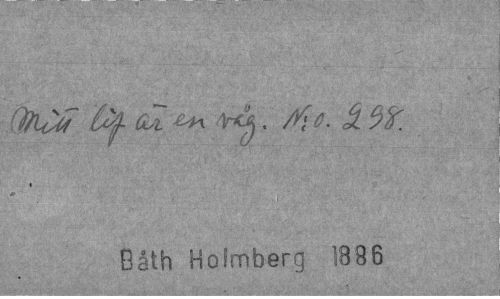 Mitt lif är en våg. N:o. 298.
Båth Holmberg 1886